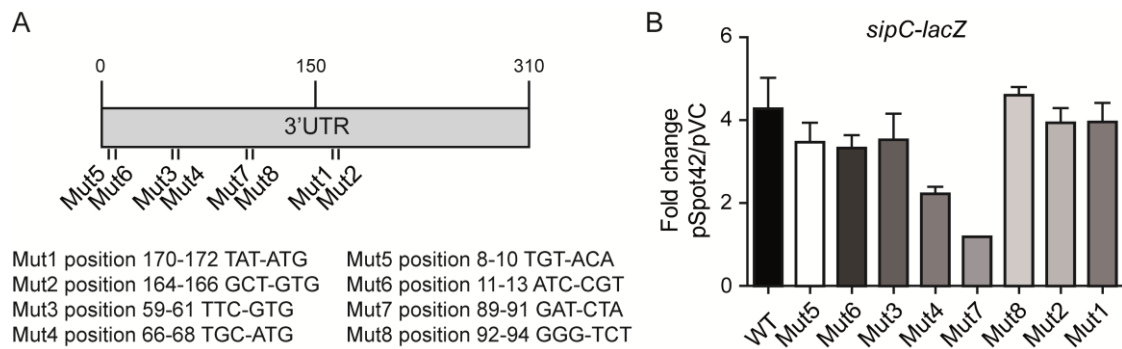 A
0 150 310
3'UTR
Mut5 Mut6 Mut3 Mut4 Mut7 Mut8 Mut1 Mut2
Mut1 position 170-172 TAT-ATG
Mut2 position 164-166 GCT-GTG
Mut3 position 59-61 TTC-GTG
Mut4 position 66-68 TGC-ATG
Mut5 position 8-10 TGT-ACA
Mut6 position 11-13 ATC-CGT
Mut7 position 89-91 GAT-CTA
Mut8 position 92-94 GGG-TCT
B
sipC-lacZ
Fold change
pSpot42/pVC
6
4
2
0
WT Mut5 Mut6 Mut3 Mut4 Mut7 Mut8 Mut2 Mut1